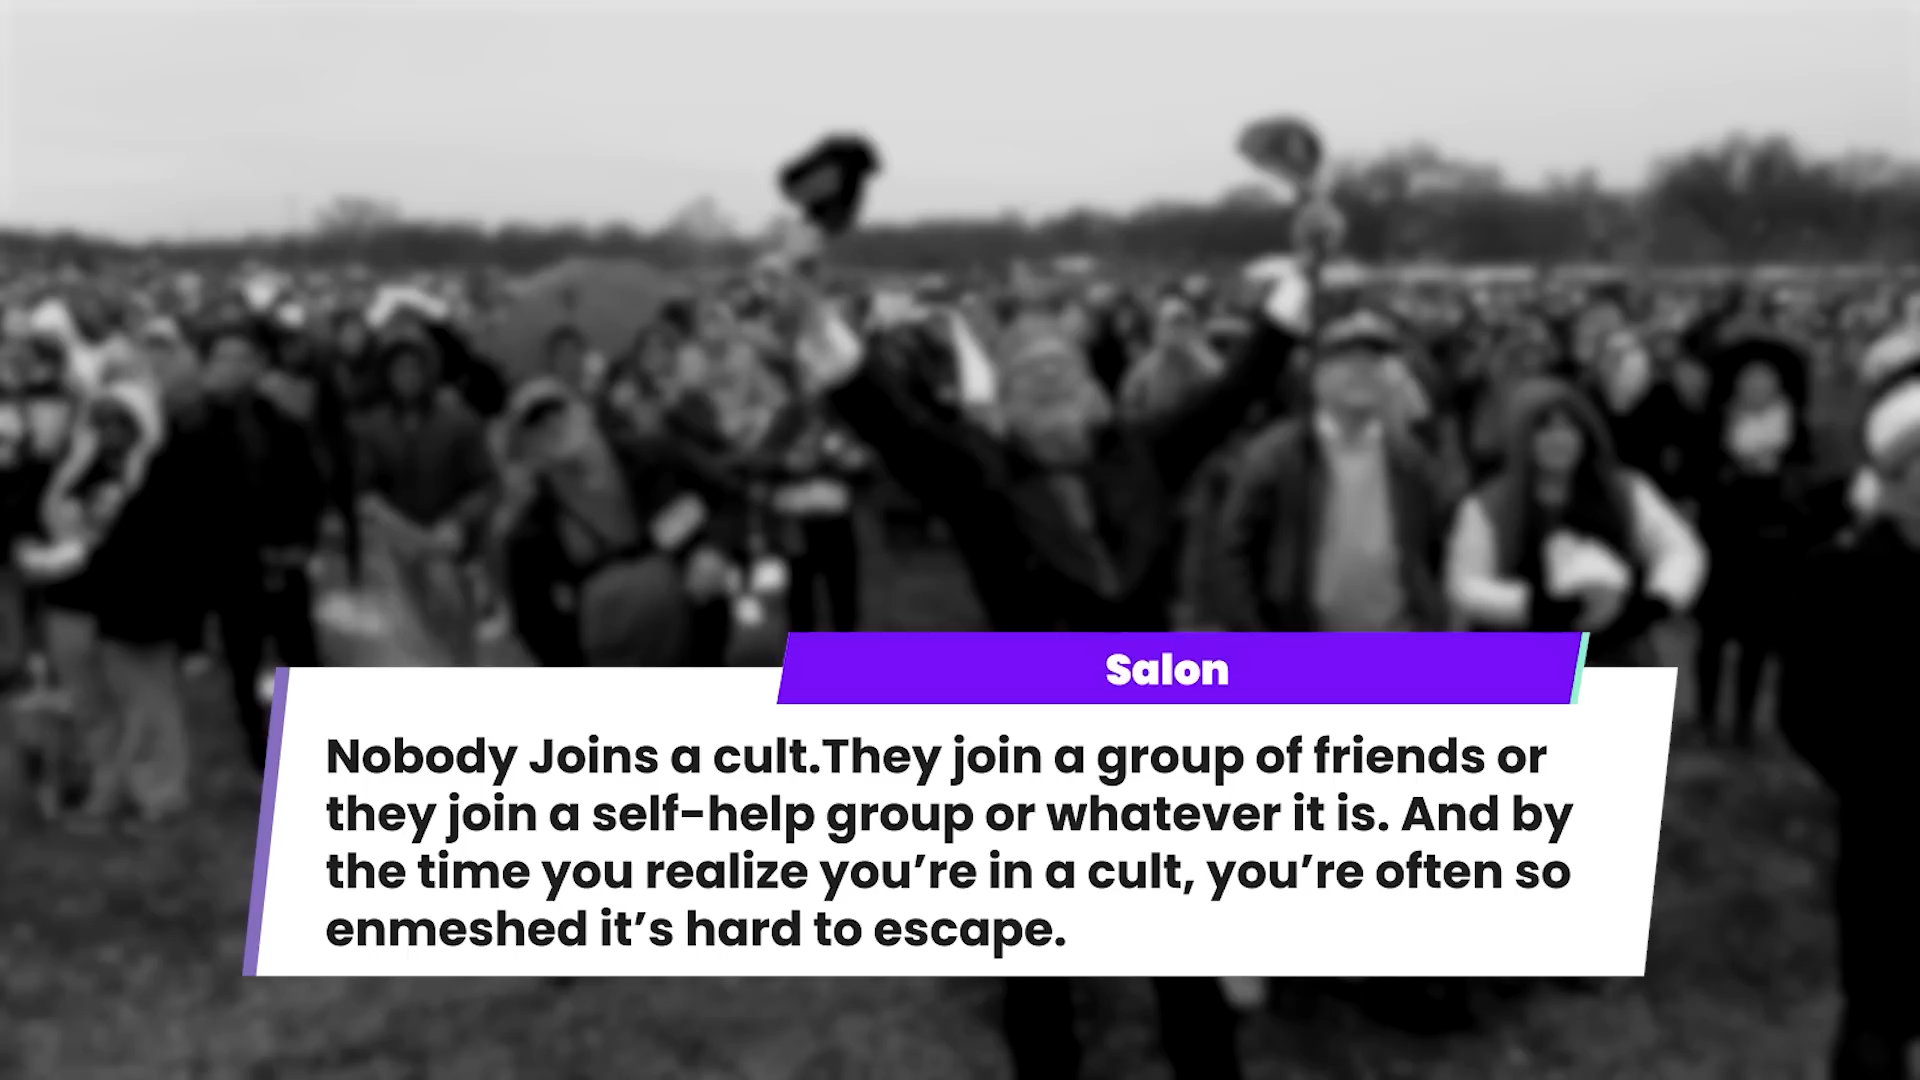 Salon
Nobody Joins a cult.They join a group of friends or
they join a self-help group or whatever it is. And by
the time you realize you’re in a cult, you’re often so
enmeshed it’s hard to escape.